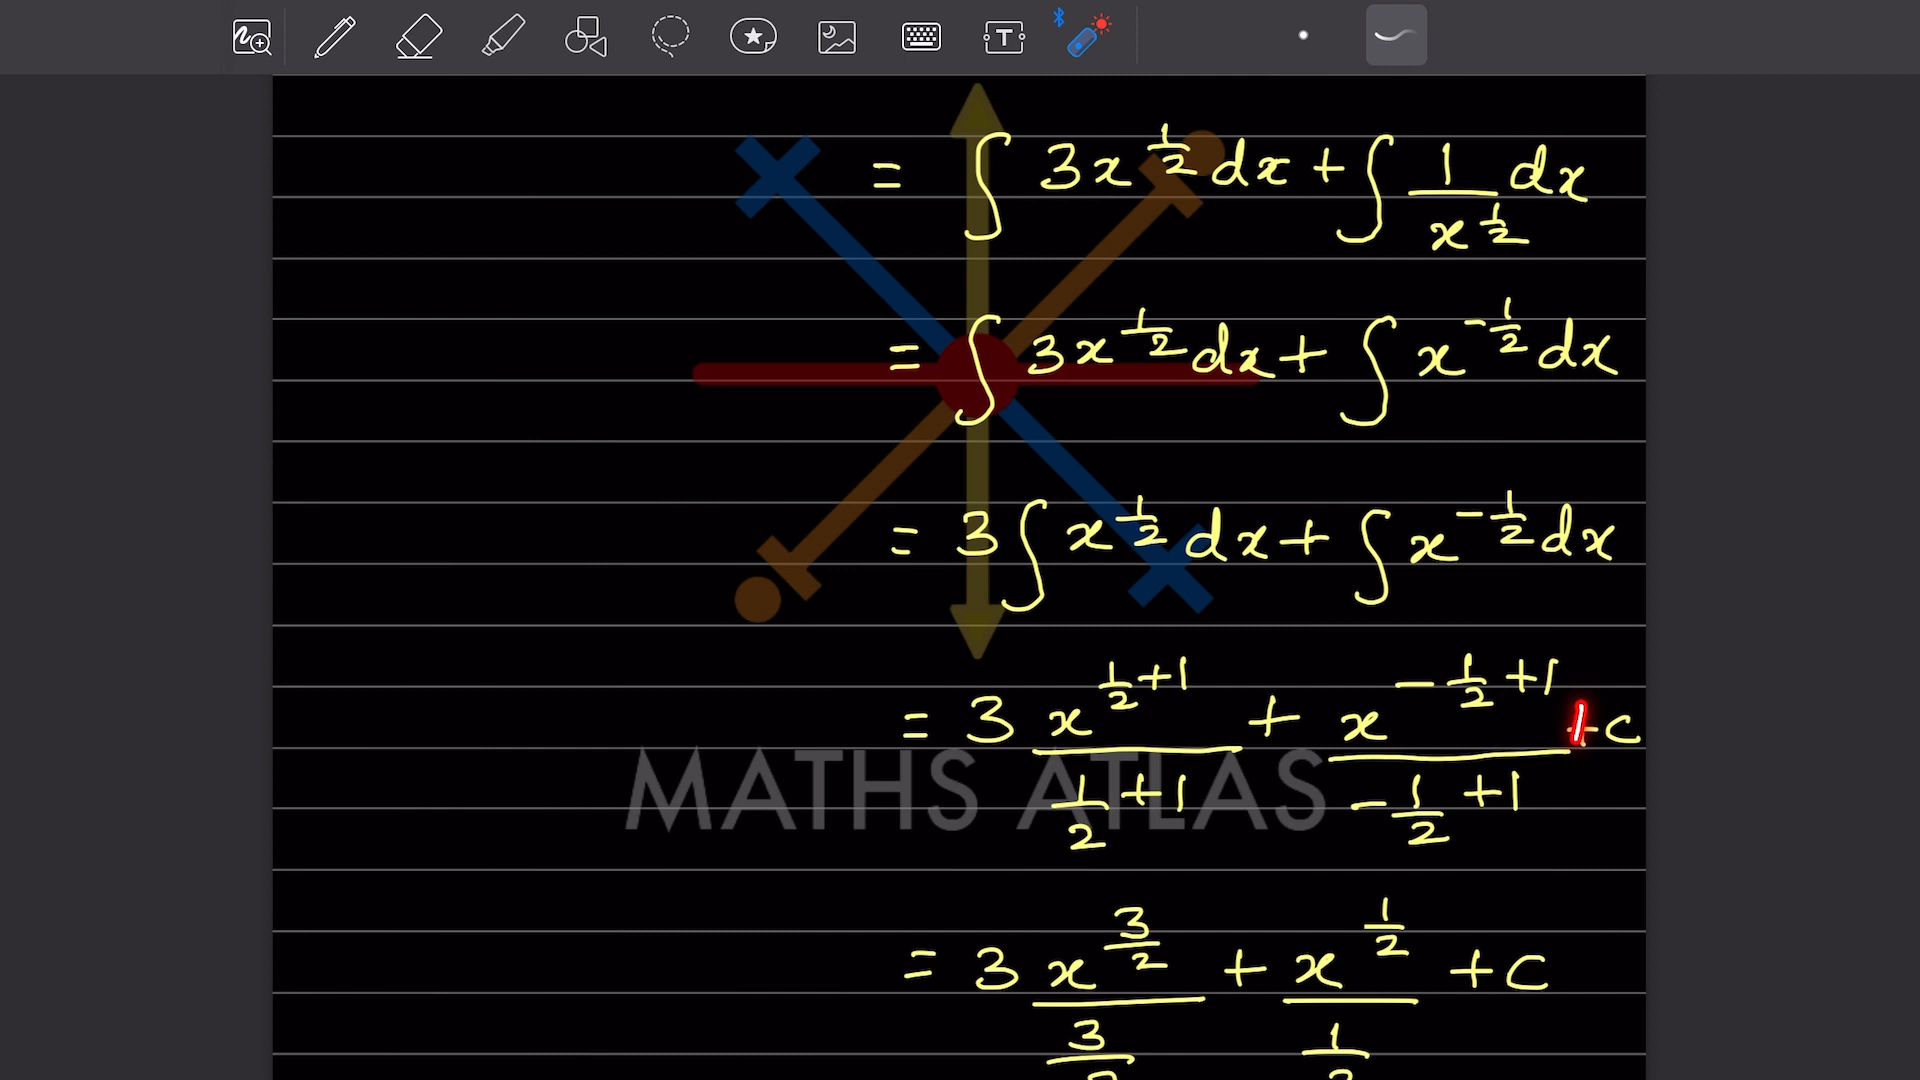 = ∫ 3x^{1/2} dx + ∫ 1/x^{1/2} dx
= ∫ 3x^{1/2} dx + ∫ x^{-1/2} dx
= 3 ∫ x^{1/2} dx + ∫ x^{-1/2} dx
= 3 x^{1/2+1}/(1/2+1) + x^{-1/2+1}/(-1/2+1) + c
MATHS ATLAS
= 3 x^{3/2}/(3/2) + x^{1/2}/(1/2) + c